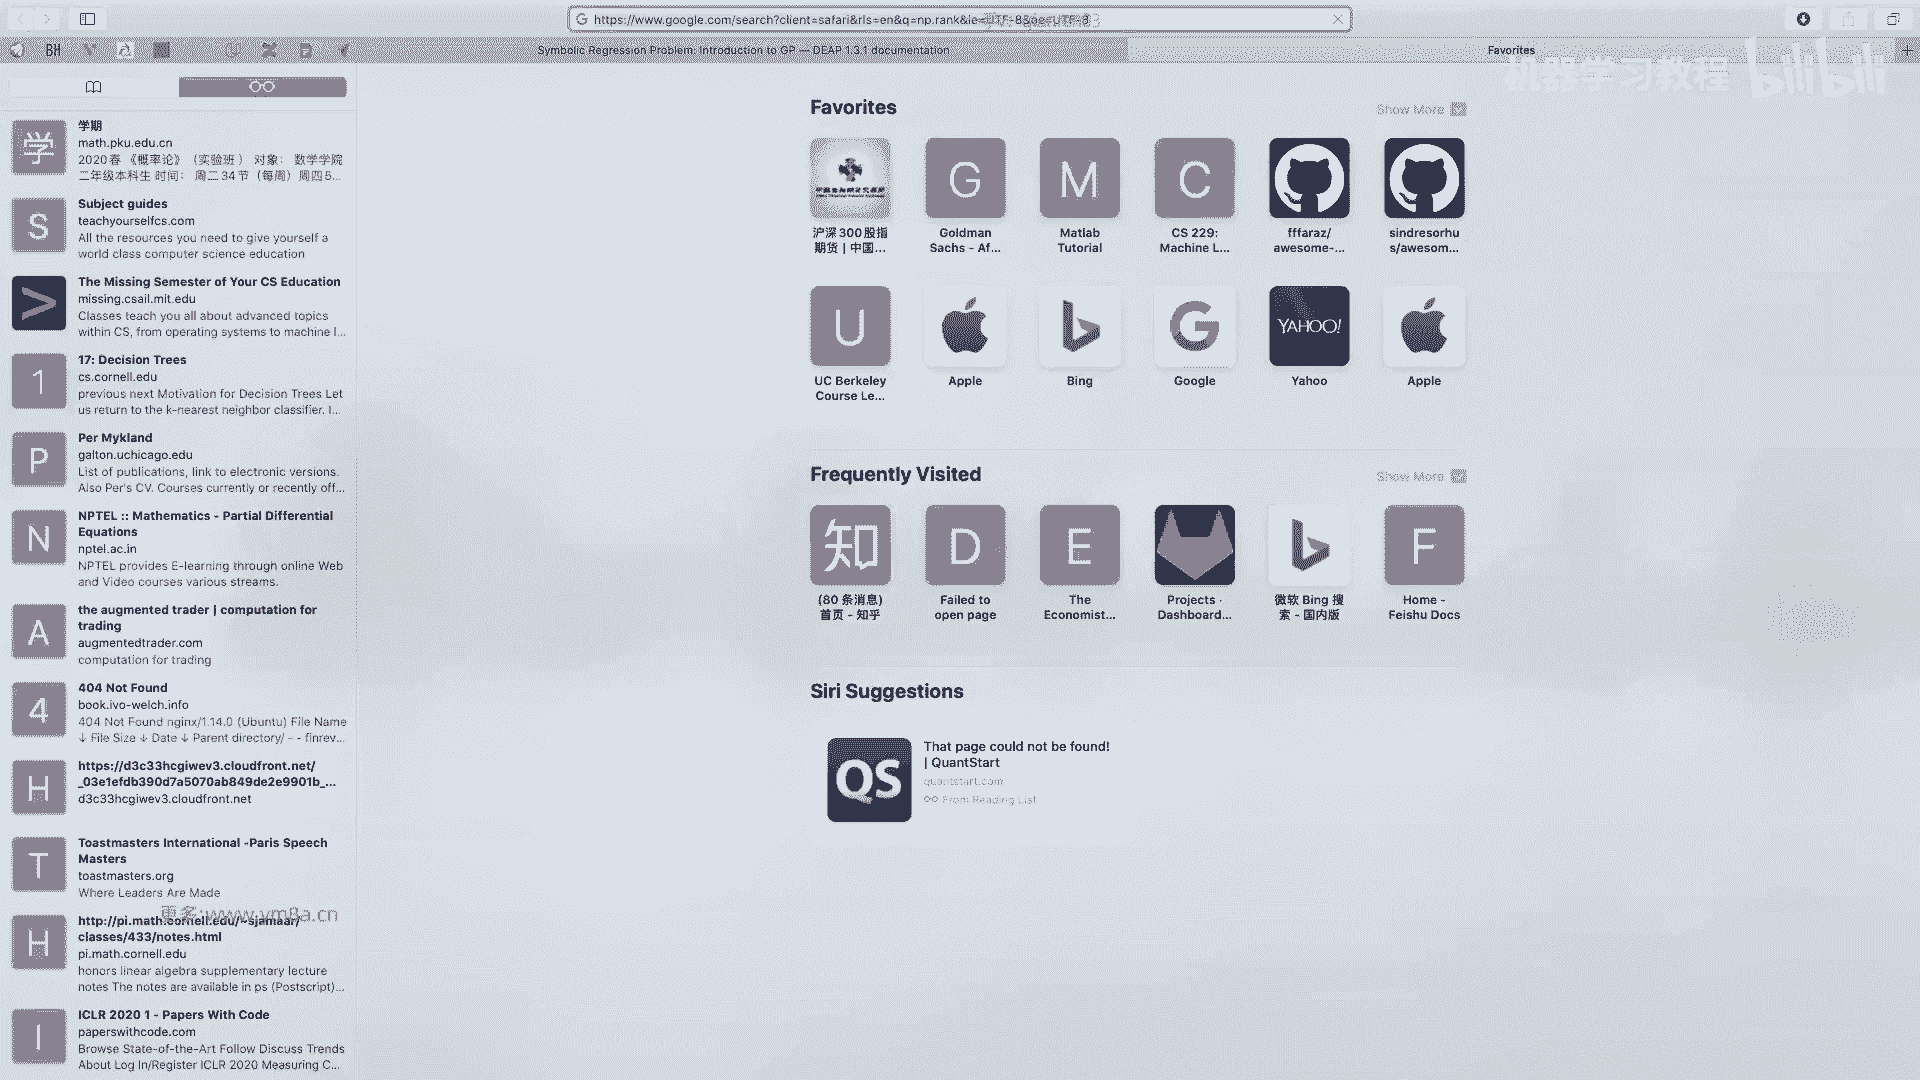 https://www.google.com/search?client=safari&rls=en&q=np.rank&ie=UTF-8&oe=UTF-8
BH
Symbolic Regression Problem: Introduction to GP — DEAP 1.3.1 documentation
Favorites
机器学习教程 bilibili
学
学期
math.pku.edu.cn
2020春 《概率论》（实验班） 对象： 数学学院
二年级本科生 时间： 周二34节（每周）周四5...
S
Subject guides
teachyourselfcs.com
All the resources you need to give yourself a
world class computer science education
The Missing Semester of Your CS Education
missing.csail.mit.edu
Classes teach you all about advanced topics
within CS, from operating systems to machine l...
1
17: Decision Trees
cs.cornell.edu
previous next Motivation for Decision Trees Let
us return to the k-nearest neighbor classifier. I...
P
Per Mykland
galton.uchicago.edu
List of publications, link to electronic versions.
Also Per's CV. Courses currently or recently off...
N
NPTEL :: Mathematics - Partial Differential
Equations
nptel.ac.in
NPTEL provides E-learning through online Web
and Video courses various streams.
A
the augmented trader | computation for
trading
augmentedtrader.com
computation for trading
4
404 Not Found
book.ivo-welch.info
404 Not Found nginx/1.14.0 (Ubuntu) File Name
↓ File Size ↓ Date ↓ Parent directory/ - - finrev...
H
https://d3c33hcgiwev3.cloudfront.net/
_03e1efdb390d7a5070ab849de2e9901b_...
d3c33hcgiwev3.cloudfront.net
T
Toastmasters International -Paris Speech
Masters
toastmasters.org
Where Leaders Are Made
更多:www.vm8a.cn
H
http://pi.math.cornell.edu/~sjamaar/
classes/433/notes.html
pi.math.cornell.edu
honors linear algebra supplementary lecture
notes The notes are available in ps (Postscript)...
I
ICLR 2020 1 - Papers With Code
paperswithcode.com
Browse State-of-the-Art Follow Discuss Trends
About Log In/Register ICLR 2020 Measuring C...
Favorites
Show More
G
M
C
沪深300股指
期货 | 中国...
Goldman
Sachs - Af...
Matlab
Tutorial
CS 229:
Machine L...
fffaraz/
awesome-...
sindresorhu
s/awesom...
U
G
YAHOO!
UC Berkeley
Course Le...
Apple
Bing
Google
Yahoo
Apple
Frequently Visited
Show More
知
D
E
F
(80 条消息)
首页 - 知乎
Failed to
open page
The
Economist...
Projects ·
Dashboard...
微软 Bing 搜
索 - 国内版
Home -
Feishu Docs
Siri Suggestions
QS
That page could not be found!
| QuantStart
quantstart.com
From Reading List